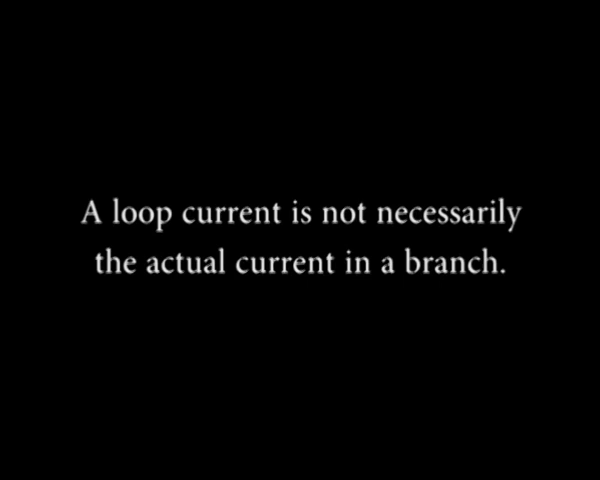 A loop current is not necessarily
the actual current in a branch.